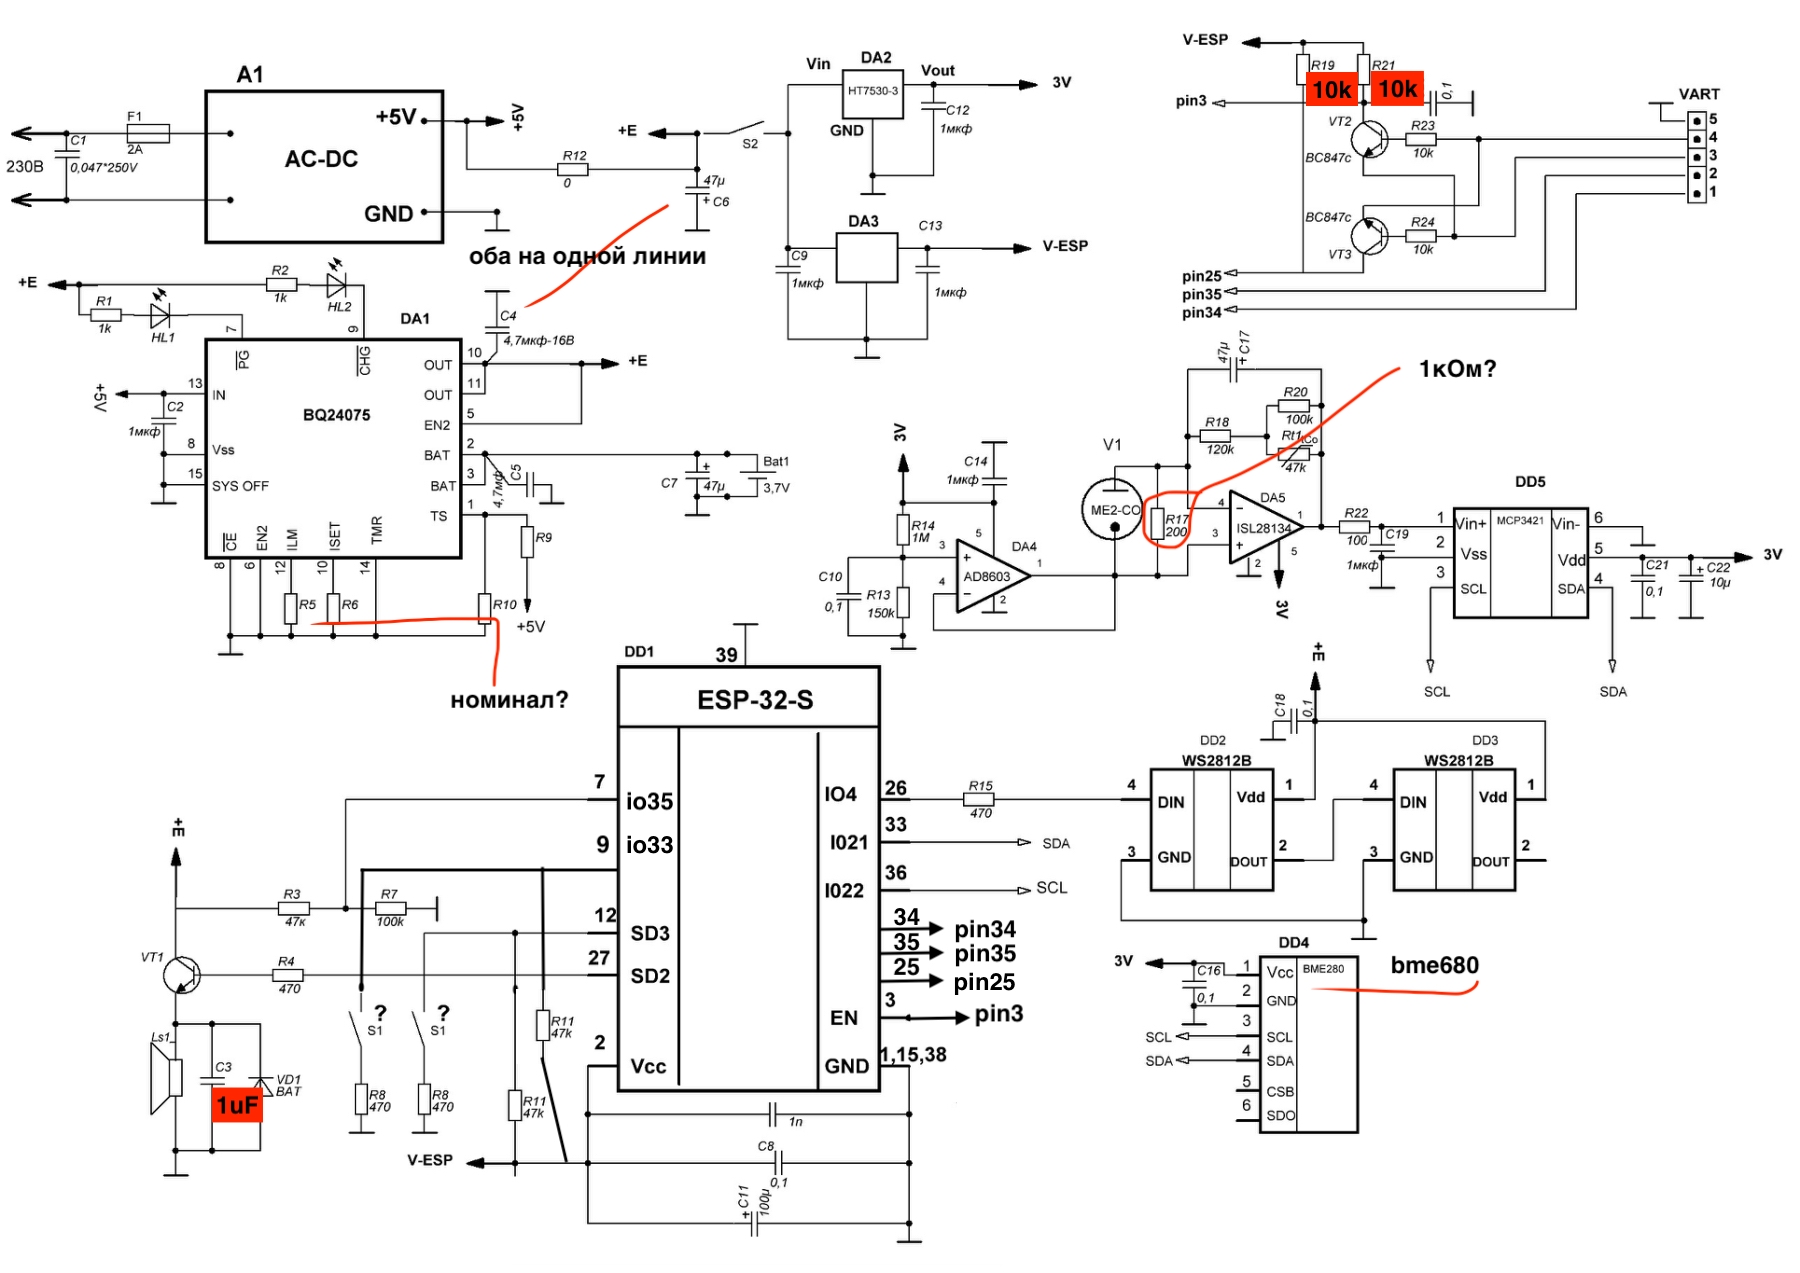 A1
+5V
+5V
F1
2A
C1
0,047*250V
230В
AC-DC
GND
R12
0
+E
47µ
+ C6
S2
Vin
DA2
Vout
HT7530-3
GND
3V
C12
1мкф
DA3
C13
V-ESP
C9
1мкф
1мкф
V-ESP
R19
R21
10k
10k
0,1
pin3
VT2
BC847c
R23
10k
VART
5
4
3
2
1
BC847c
VT3
R24
10k
pin25
pin35
pin34
оба на одной линии
+E
R2
1k
HL2
R1
1k
HL1
DA1
C4
4,7мкф-16В
7
9
PG
CHG
BQ24075
+5V
13
IN
C2
1мкф
8
Vss
15
SYS OFF
OUT
10
OUT
11
EN2
5
BAT
2
BAT
3
TS
1
+E
4,7мф
C5
C7
+
47µ
Bat1
3,7V
CE
EN2
ILM
ISET
TMR
8
6
12
10
14
R5
R6
R9
R10
+5V
номинал?
1кОм?
47µ
+ C17
R20
100k
R18
120k
Rt1
tCo
47k
V1
ME2-CO
R17
200
3V
C14
1мкф
R14
1M
C10
0,1
R13
150k
3
4
5
DA4
AD8603
1
2
+
−
DA5
ISL28134
4
3
1
2
5
−
+
3V
R22
100
C19
1мкф
DD5
MCP3421
1
Vin+
2
Vss
3
SCL
Vin-
6
Vdd
5
SDA
4
3V
C21
0,1
+ C22
10µ
SCL
SDA
DD1
39
ESP-32-S
7
io35
9
io33
12
SD3
27
SD2
2
Vcc
IO4
26
I021
33
I022
36
34
pin34
35
pin35
25
pin25
EN
3
pin3
GND
1,15,38
R15
470
SDA
SCL
+E
C18
0,1
DD2
WS2812B
4
DIN
Vdd
1
3
GND
DOUT
2
DD3
WS2812B
4
DIN
Vdd
1
3
GND
DOUT
2
DD4
BME280
bme680
3V
C16
0,1
1
Vcc
2
GND
SCL
3
SCL
SDA
4
SDA
5
CSB
6
SDO
+E
R3
47к
R7
100k
VT1
R4
470
Ls1
C3
1uF
VD1
BAT
?
S1
?
S1
R8
470
R8
470
R11
47k
R11
47k
V-ESP
1n
C8
0,1
+ C11
100µ